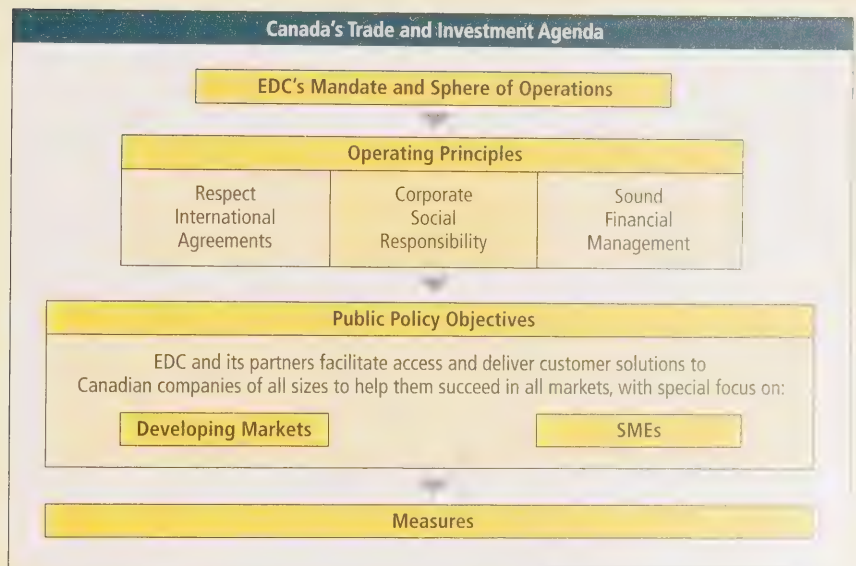 Canada's Trade and Investment Agenda
EDC's Mandate and Sphere of Operations
Operating Principles
Respect
International
Agreements
Corporate
Social
Responsibility
Sound
Financial
Management
Public Policy Objectives
EDC and its partners facilitate access and deliver customer solutions to
Canadian companies of all sizes to help them succeed in all markets, with special focus on:
Developing Markets
SMEs
Measures